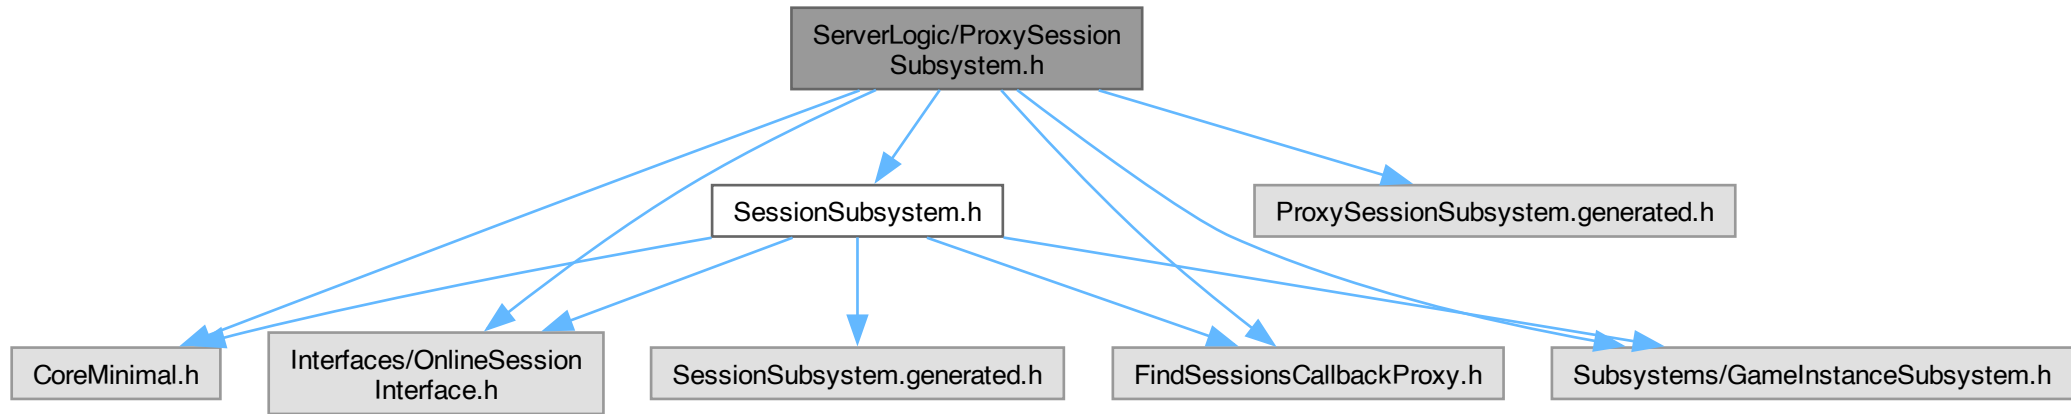 ServerLogic/ProxySession
Subsystem.h
SessionSubsystem.h
ProxySessionSubsystem.generated.h
CoreMinimal.h
Interfaces/OnlineSession
Interface.h
SessionSubsystem.generated.h
FindSessionsCallbackProxy.h
Subsystems/GameInstanceSubsystem.h